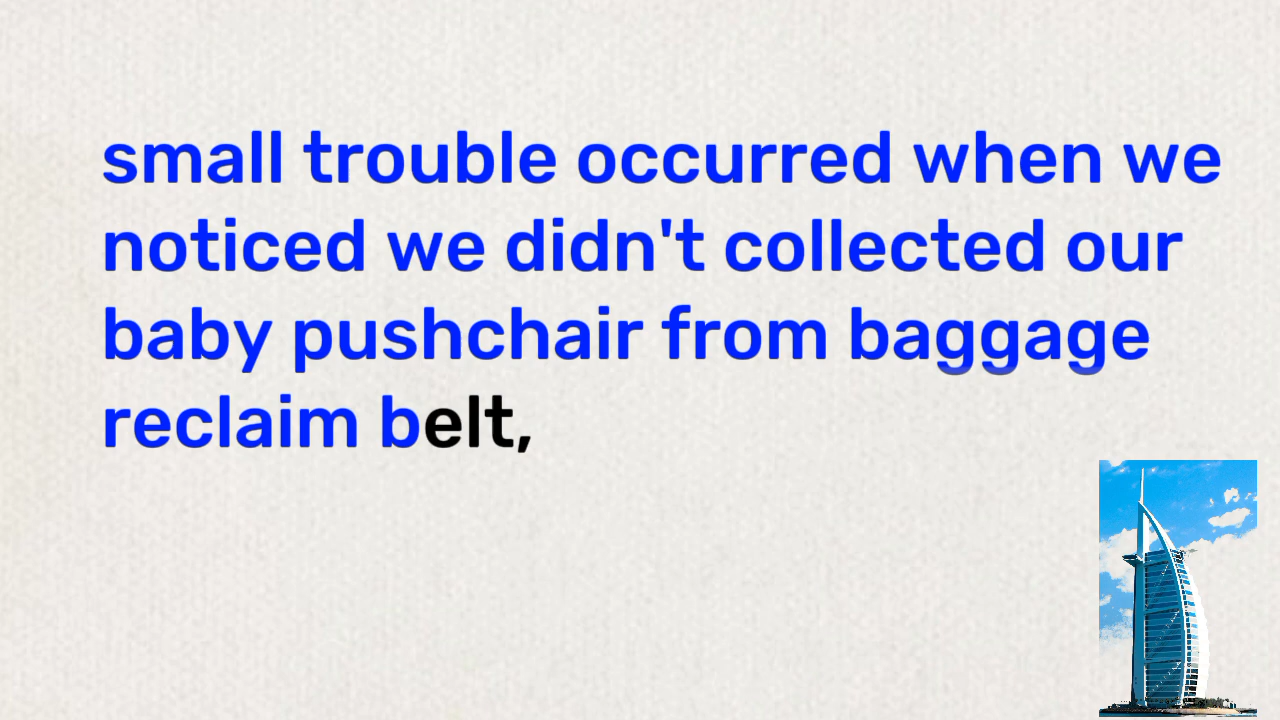 small trouble occurred when we
noticed we didn't collected our
baby pushchair from baggage
reclaim belt,